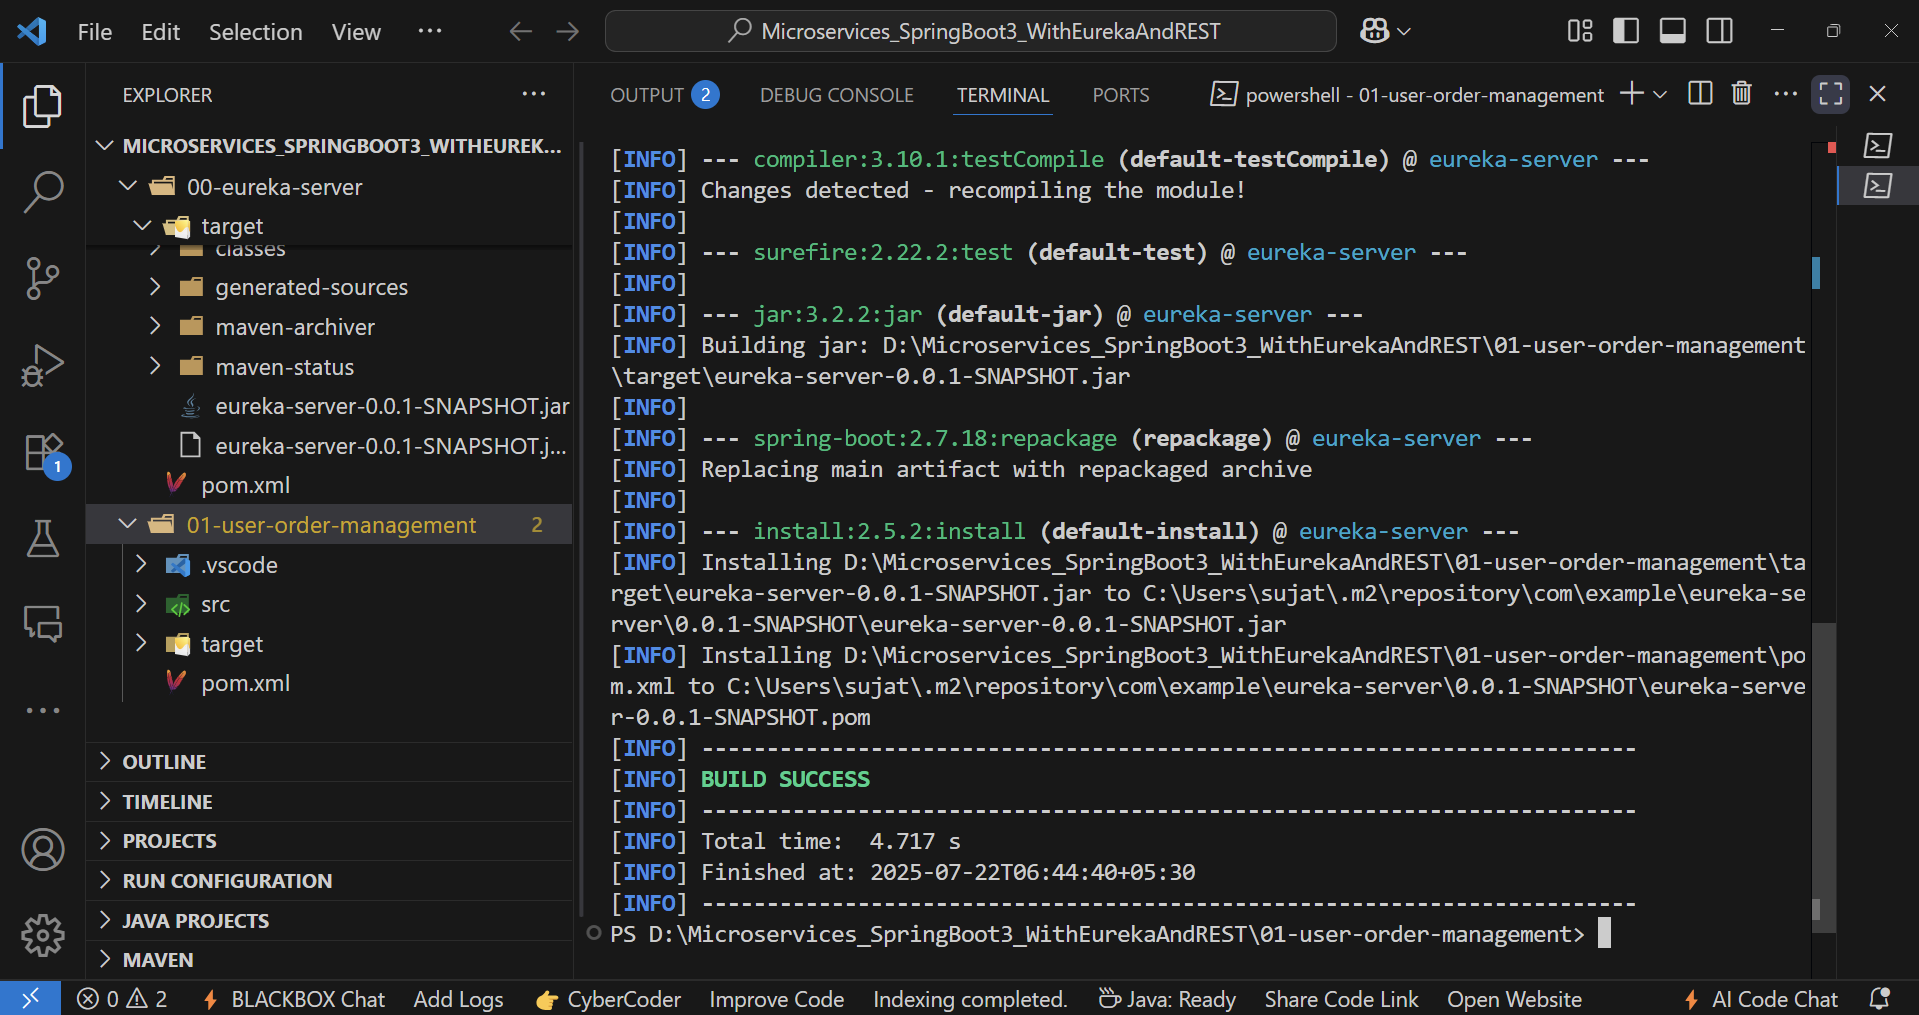 File Edit Selection View ··· Microservices_SpringBoot3_WithEurekaAndREST
EXPLORER ···
MICROSERVICES_SPRINGBOOT3_WITHEUREK...
00-eureka-server
target
classes
generated-sources
maven-archiver
maven-status
eureka-server-0.0.1-SNAPSHOT.jar
eureka-server-0.0.1-SNAPSHOT.j...
pom.xml
01-user-order-management 2
.vscode
src
target
pom.xml
OUTLINE
TIMELINE
PROJECTS
RUN CONFIGURATION
JAVA PROJECTS
MAVEN
1
OUTPUT 2 DEBUG CONSOLE TERMINAL PORTS powershell - 01-user-order-management
[INFO] --- compiler:3.10.1:testCompile (default-testCompile) @ eureka-server ---
[INFO] Changes detected - recompiling the module!
[INFO]
[INFO] --- surefire:2.22.2:test (default-test) @ eureka-server ---
[INFO]
[INFO] --- jar:3.2.2:jar (default-jar) @ eureka-server ---
[INFO] Building jar: D:\Microservices_SpringBoot3_WithEurekaAndREST\01-user-order-management
\target\eureka-server-0.0.1-SNAPSHOT.jar
[INFO]
[INFO] --- spring-boot:2.7.18:repackage (repackage) @ eureka-server ---
[INFO] Replacing main artifact with repackaged archive
[INFO]
[INFO] --- install:2.5.2:install (default-install) @ eureka-server ---
[INFO] Installing D:\Microservices_SpringBoot3_WithEurekaAndREST\01-user-order-management\ta
rget\eureka-server-0.0.1-SNAPSHOT.jar to C:\Users\sujat\.m2\repository\com\example\eureka-se
rver\0.0.1-SNAPSHOT\eureka-server-0.0.1-SNAPSHOT.jar
[INFO] Installing D:\Microservices_SpringBoot3_WithEurekaAndREST\01-user-order-management\po
m.xml to C:\Users\sujat\.m2\repository\com\example\eureka-server\0.0.1-SNAPSHOT\eureka-serve
r-0.0.1-SNAPSHOT.pom
[INFO] ------------------------------------------------------------------------
[INFO] BUILD SUCCESS
[INFO] ------------------------------------------------------------------------
[INFO] Total time:  4.717 s
[INFO] Finished at: 2025-07-22T06:44:40+05:30
[INFO] ------------------------------------------------------------------------
PS D:\Microservices_SpringBoot3_WithEurekaAndREST\01-user-order-management>
0 2 BLACKBOX Chat Add Logs CyberCoder Improve Code Indexing completed. Java: Ready Share Code Link Open Website AI Code Chat